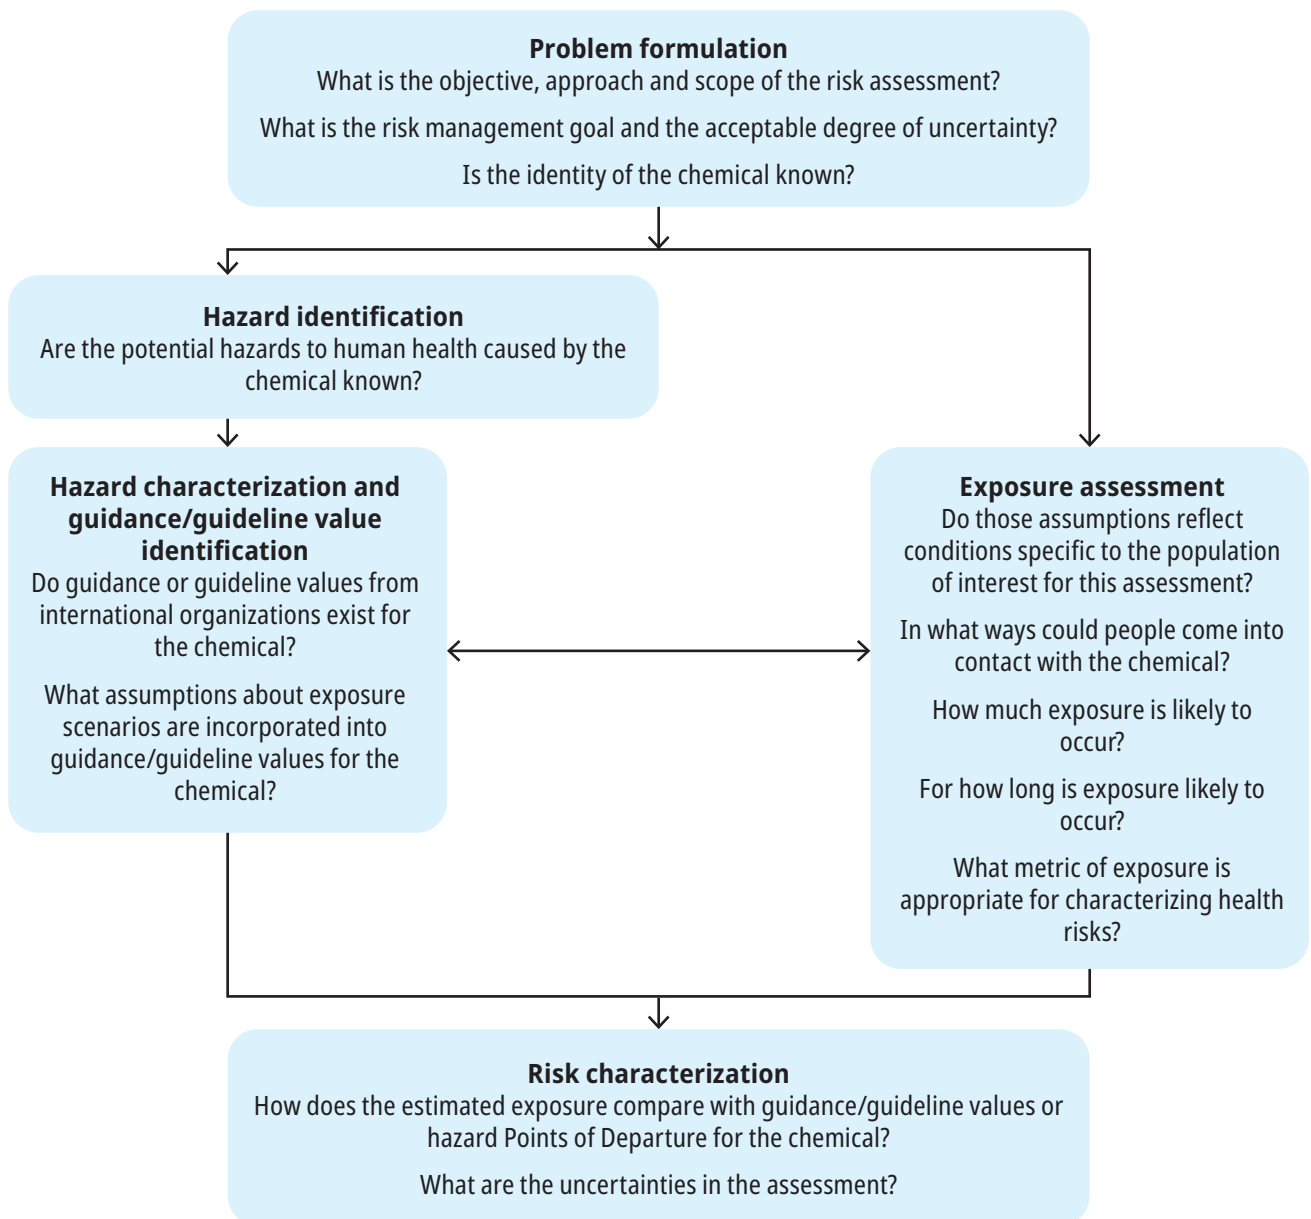 Problem formulation
What is the objective, approach and scope of the risk assessment?
What is the risk management goal and the acceptable degree of uncertainty?
Is the identity of the chemical known?
Hazard identification
Are the potential hazards to human health caused by the
chemical known?
Hazard characterization and
guidance/guideline value
identification
Do guidance or guideline values from
international organizations exist for
the chemical?
What assumptions about exposure
scenarios are incorporated into
guidance/guideline values for the
chemical?
Exposure assessment
Do those assumptions reflect
conditions specific to the population
of interest for this assessment?
In what ways could people come into
contact with the chemical?
How much exposure is likely to
occur?
For how long is exposure likely to
occur?
What metric of exposure is
appropriate for characterizing health
risks?
Risk characterization
How does the estimated exposure compare with guidance/guideline values or
hazard Points of Departure for the chemical?
What are the uncertainties in the assessment?